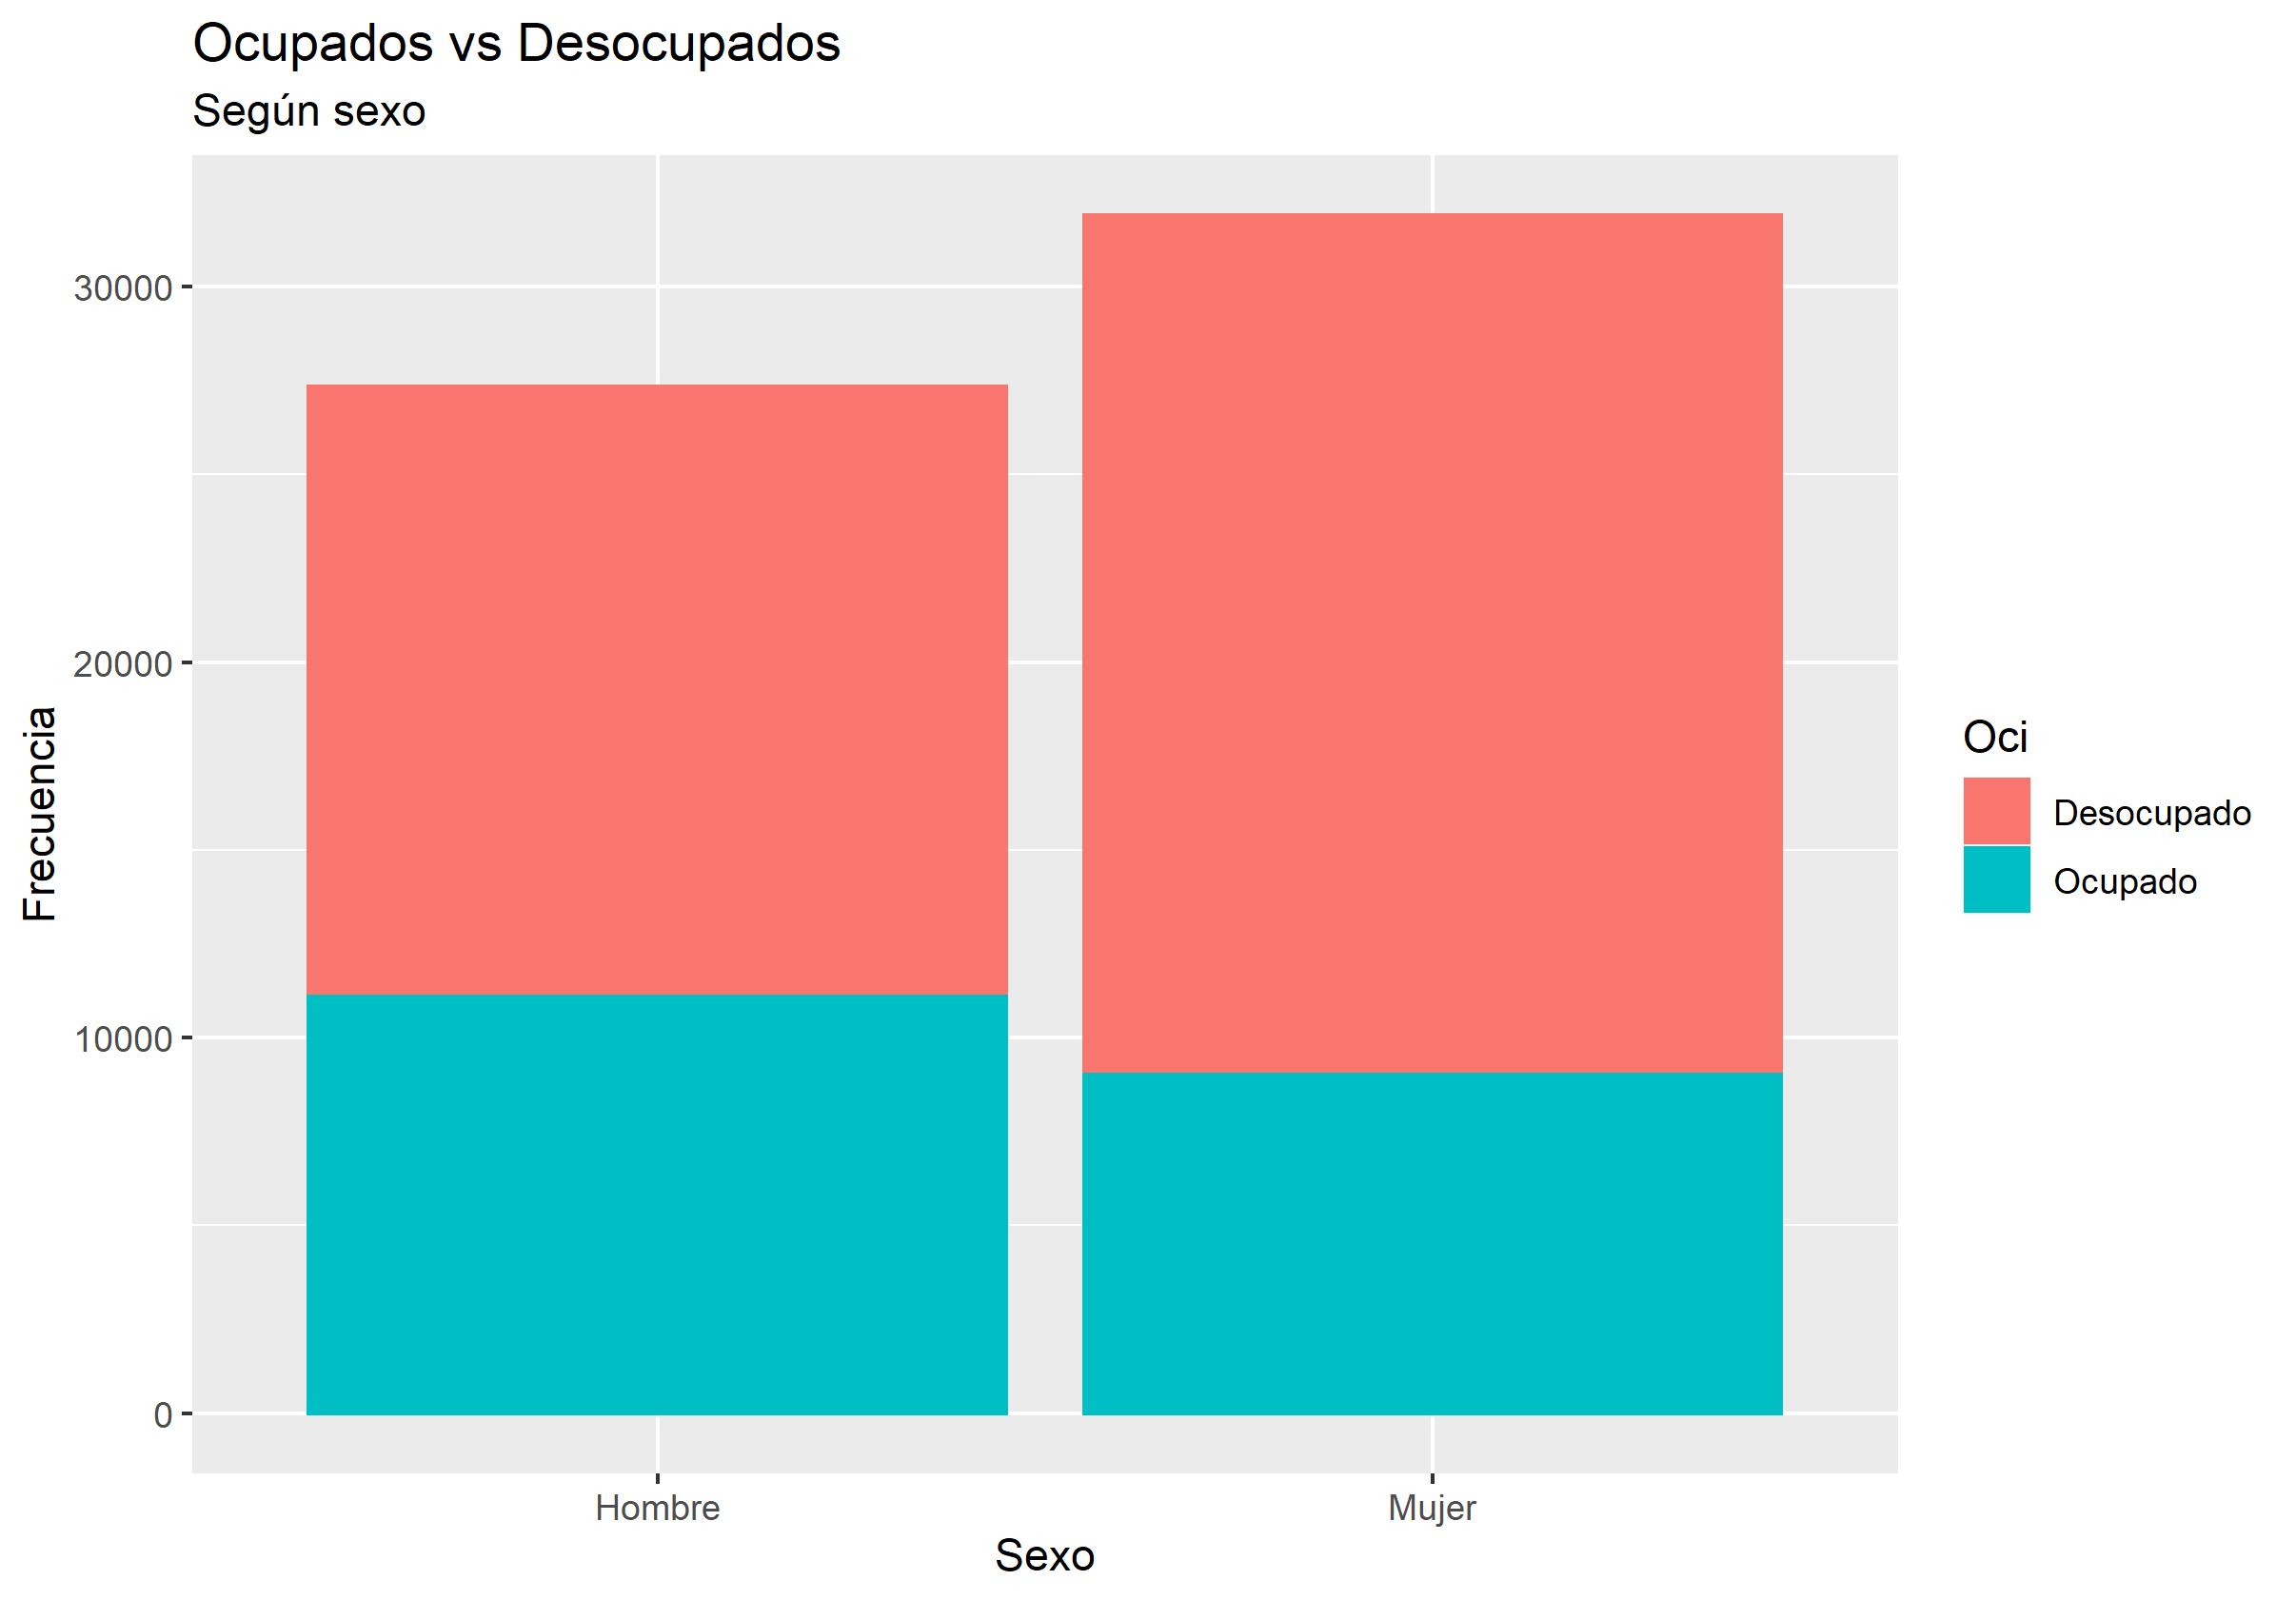 Ocupados vs Desocupados
Según sexo
Frecuencia
30000
20000
10000
0
Hombre
Mujer
Sexo
Oci
Desocupado
Ocupado